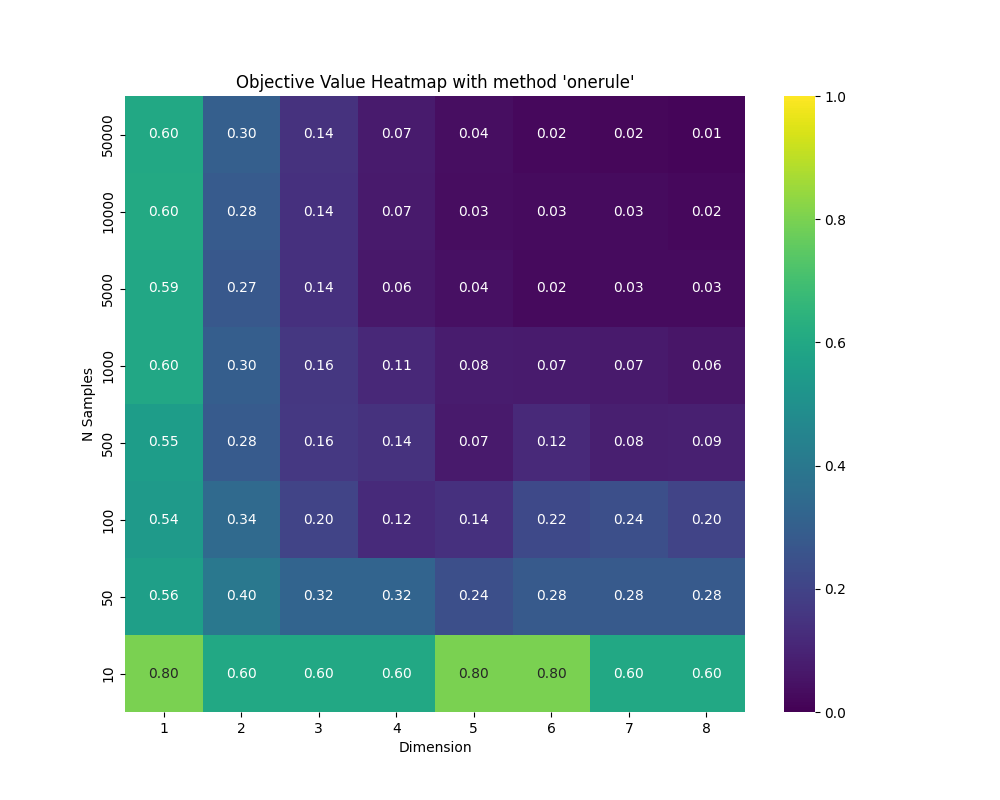 Objective Value Heatmap with method 'onerule'
N Samples
50000 0.60 0.30 0.14 0.07 0.04 0.02 0.02 0.01
10000 0.60 0.28 0.14 0.07 0.03 0.03 0.03 0.02
5000 0.59 0.27 0.14 0.06 0.04 0.02 0.03 0.03
1000 0.60 0.30 0.16 0.11 0.08 0.07 0.07 0.06
500 0.55 0.28 0.16 0.14 0.07 0.12 0.08 0.09
100 0.54 0.34 0.20 0.12 0.14 0.22 0.24 0.20
50 0.56 0.40 0.32 0.32 0.24 0.28 0.28 0.28
10 0.80 0.60 0.60 0.60 0.80 0.80 0.60 0.60
1 2 3 4 5 6 7 8
Dimension
1.0
0.8
0.6
0.4
0.2
0.0